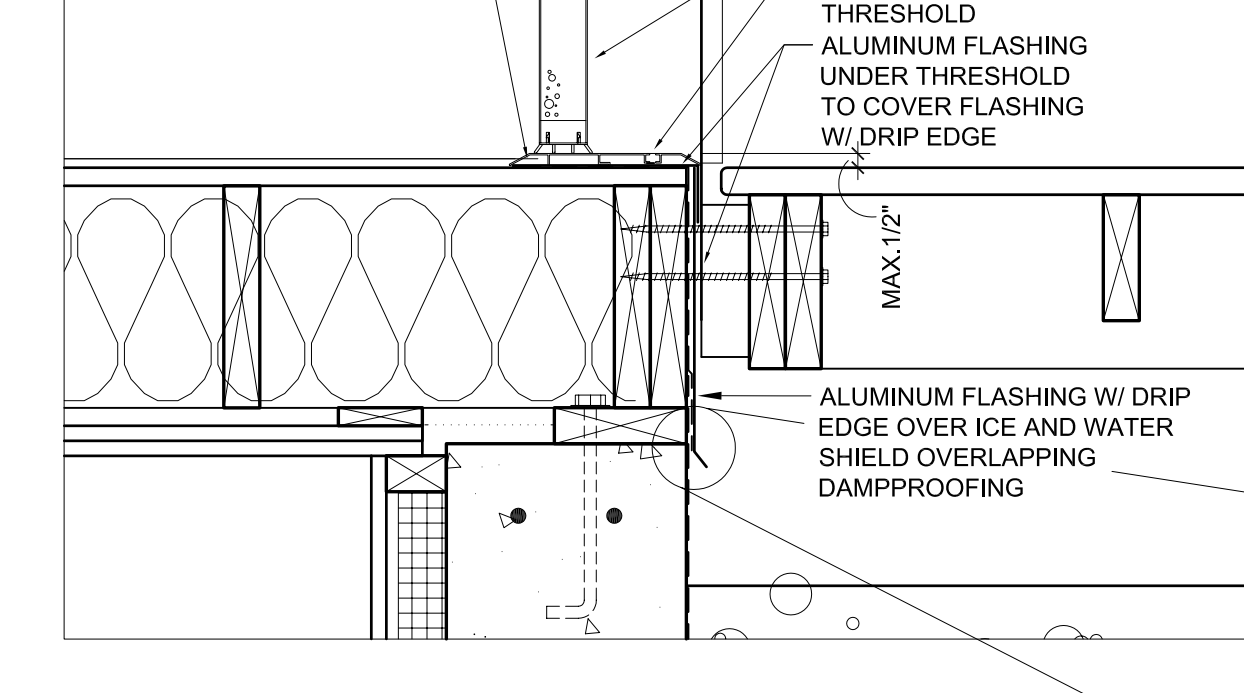 THRESHOLD
ALUMINUM FLASHING
UNDER THRESHOLD
TO COVER FLASHING
W/ DRIP EDGE
MAX.1/2"
ALUMINUM FLASHING W/ DRIP
EDGE OVER ICE AND WATER
SHIELD OVERLAPPING
DAMPPROOFING